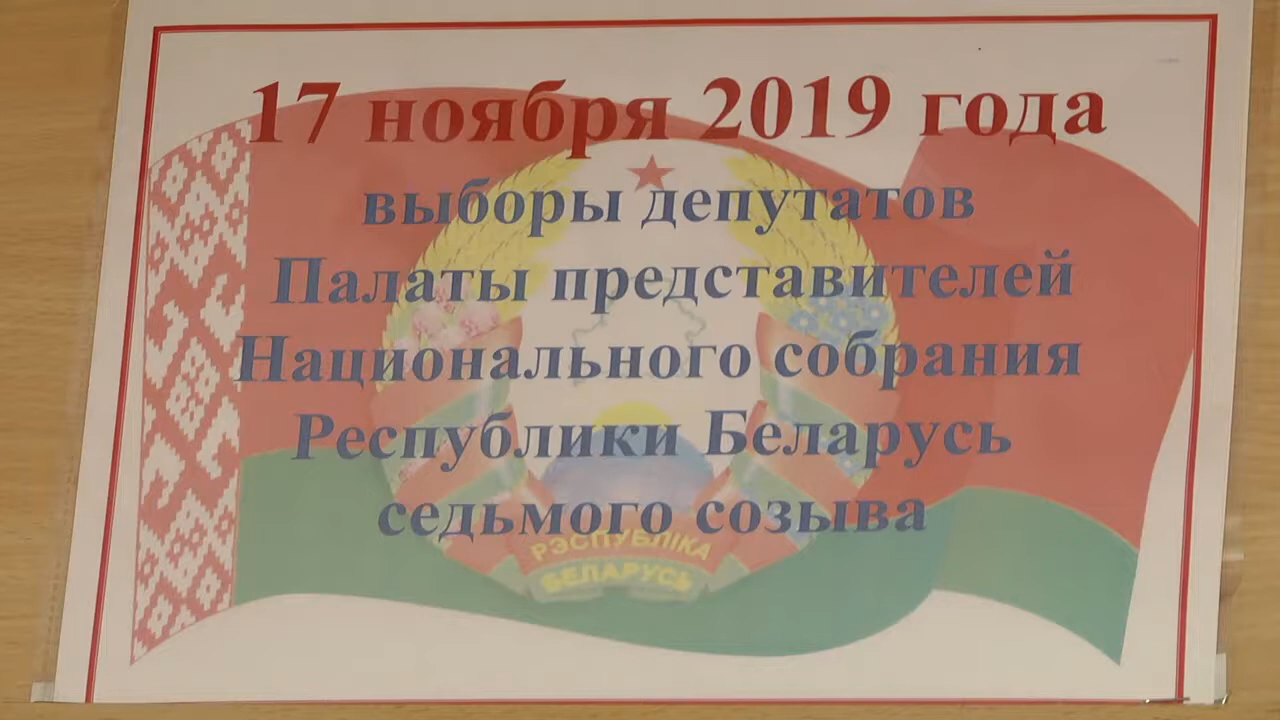 17 ноября 2019 года
выборы депутатов
Палаты представителей
Национального собрания
Республики Беларусь
седьмого созыва
РЭСПУБЛІКА
БЕЛАРУСЬ